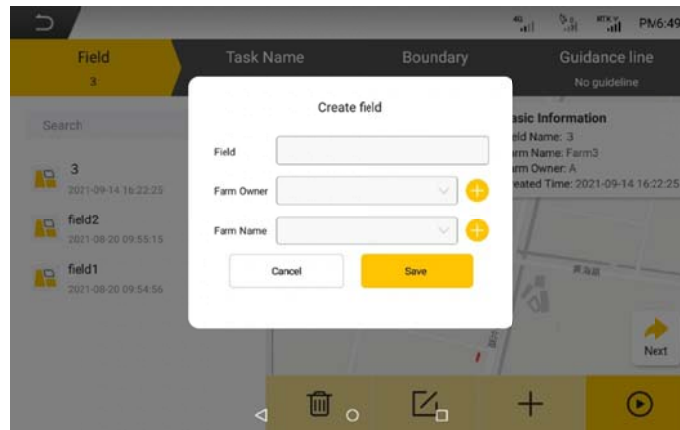 4G
RTK
PM6:49
Field
3
Task Name
Boundary
Guidance line
No guideline
Search
3
2021-09-14 16:22:25
field2
2021-08-20 09:55:15
field1
2021-08-20 09:54:56
Create field
Field
Farm Owner
Farm Name
Cancel
Save
asic Information
eld Name: 3
rm Name: Farm3
rm Owner: A
eated Time: 2021-09-14 16:22:25
Next